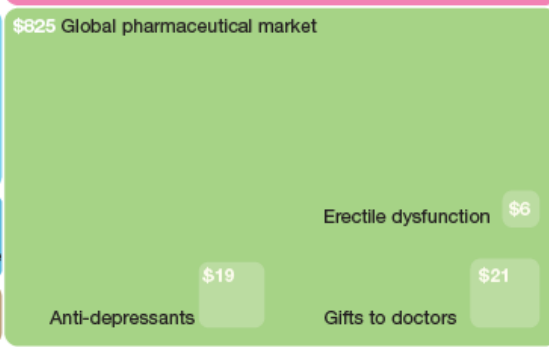 $825 Global pharmaceutical market
Erectile dysfunction $6
$19
Anti-depressants
$21
Gifts to doctors